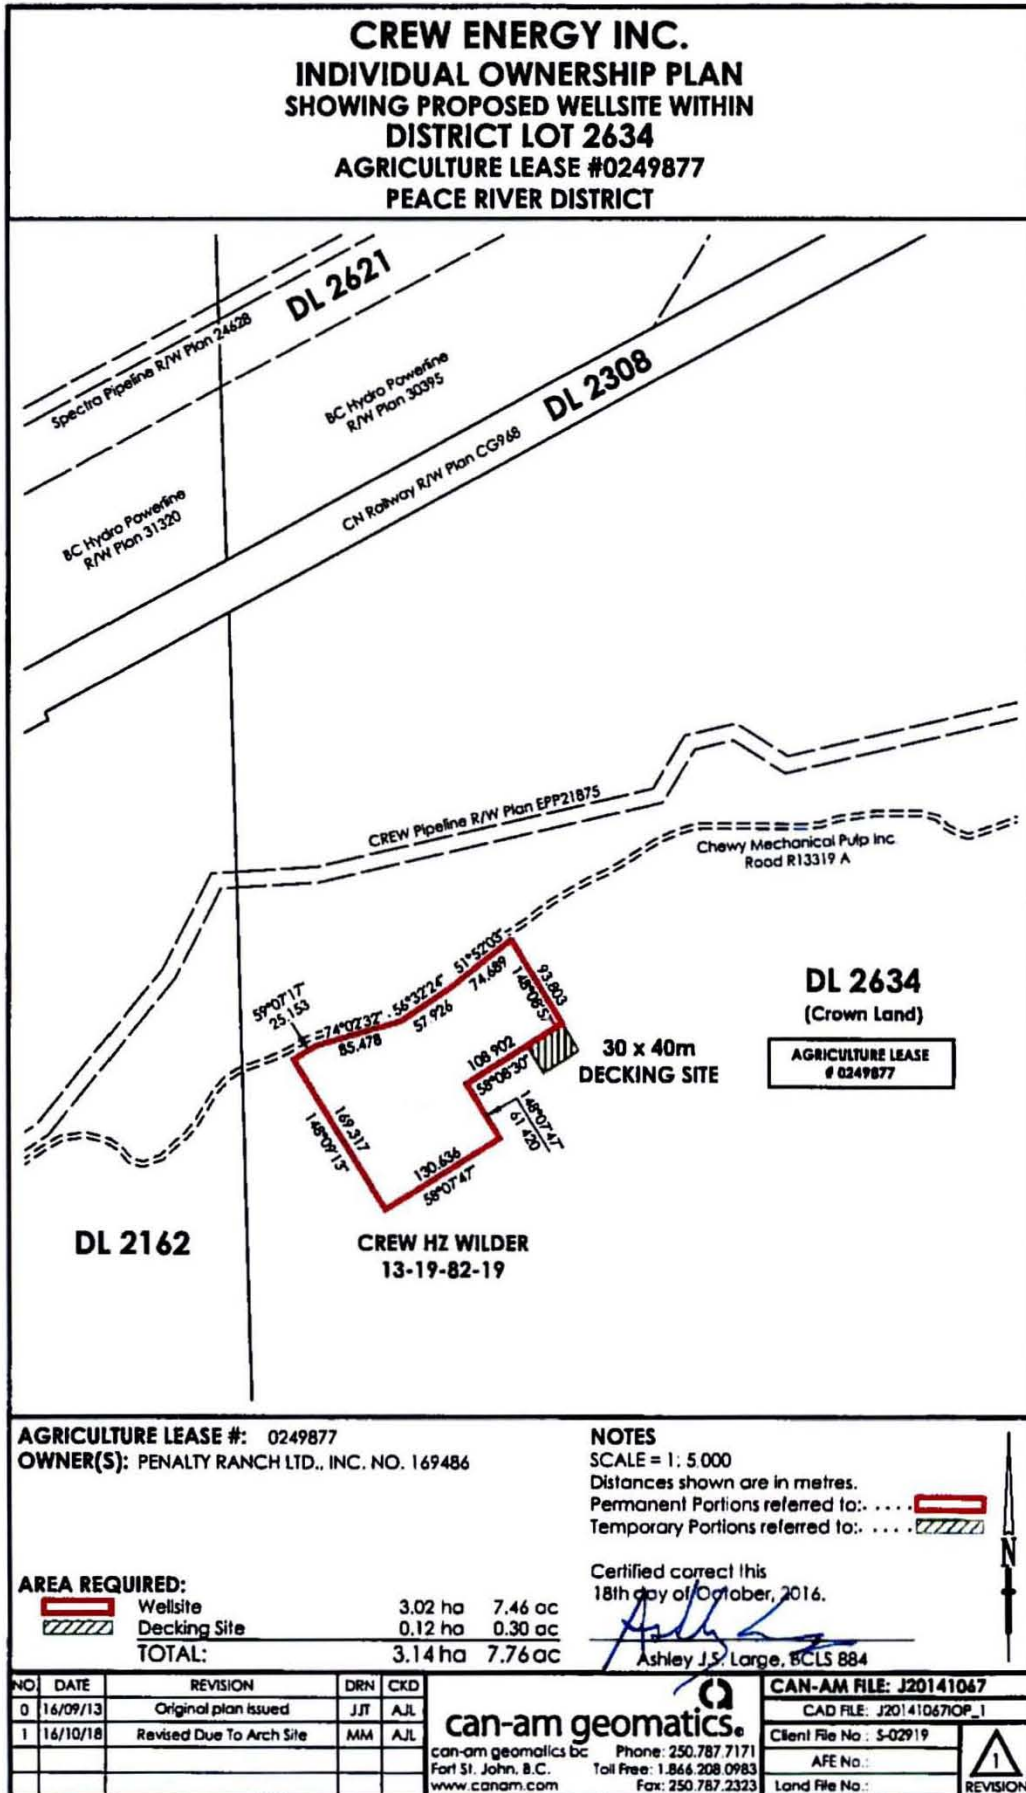 CREW ENERGY INC.
INDIVIDUAL OWNERSHIP PLAN
SHOWING PROPOSED WELLSITE WITHIN
DISTRICT LOT 2634
AGRICULTURE LEASE #0249877
PEACE RIVER DISTRICT
DL 2621
Spectra Pipeline R/W Plan 24628
BC Hydro Powerline
R/W Plan 30395
DL 2308
CN Railway R/W Plan CG968
BC Hydro Powerline
R/W Plan 31320
CREW Pipeline R/W Plan EPP21875
Chewy Mechanical Pulp Inc.
Road R13319 A
59°07'17"
25.153
74°02'32"
85.478
56°32'24"
57.926
51°52'03"
74.689
93.803
148°08'57"
108.902
58°08'30"
148°07'47"
61.420
169.317
148°09'13"
130.636
58°07'47"
30 x 40m
DECKING SITE
DL 2634
(Crown Land)
AGRICULTURE LEASE
# 0249877
DL 2162
CREW HZ WILDER
13-19-82-19
AGRICULTURE LEASE #: 0249877
OWNER(S): PENALTY RANCH LTD., INC. NO. 169486
NOTES
SCALE = 1: 5,000
Distances shown are in metres.
Permanent Portions referred to:.....
Temporary Portions referred to:.....
N
Certified correct this
18th day of October, 2016.
Ashley J.S. Large, BCLS 884
AREA REQUIRED:
Wellsite 3.02 ha 7.46 ac
Decking Site 0.12 ha 0.30 ac
TOTAL: 3.14 ha 7.76 ac
NO. DATE REVISION DRN CKD
0 16/09/13 Original plan issued JJT AJL
1 16/10/18 Revised Due To Arch Site MM AJL
can-am geomatics.
can-am geomatics bc Phone: 250.787.7171
Fort St. John, B.C. Toll Free: 1.866.208.0983
www.canam.com Fax: 250.787.2323
CAN-AM FILE: J20141067
CAD FILE: J20141067IOP_1
Client File No.: S-02919
AFE No.:
Land File No.:
1
REVISION